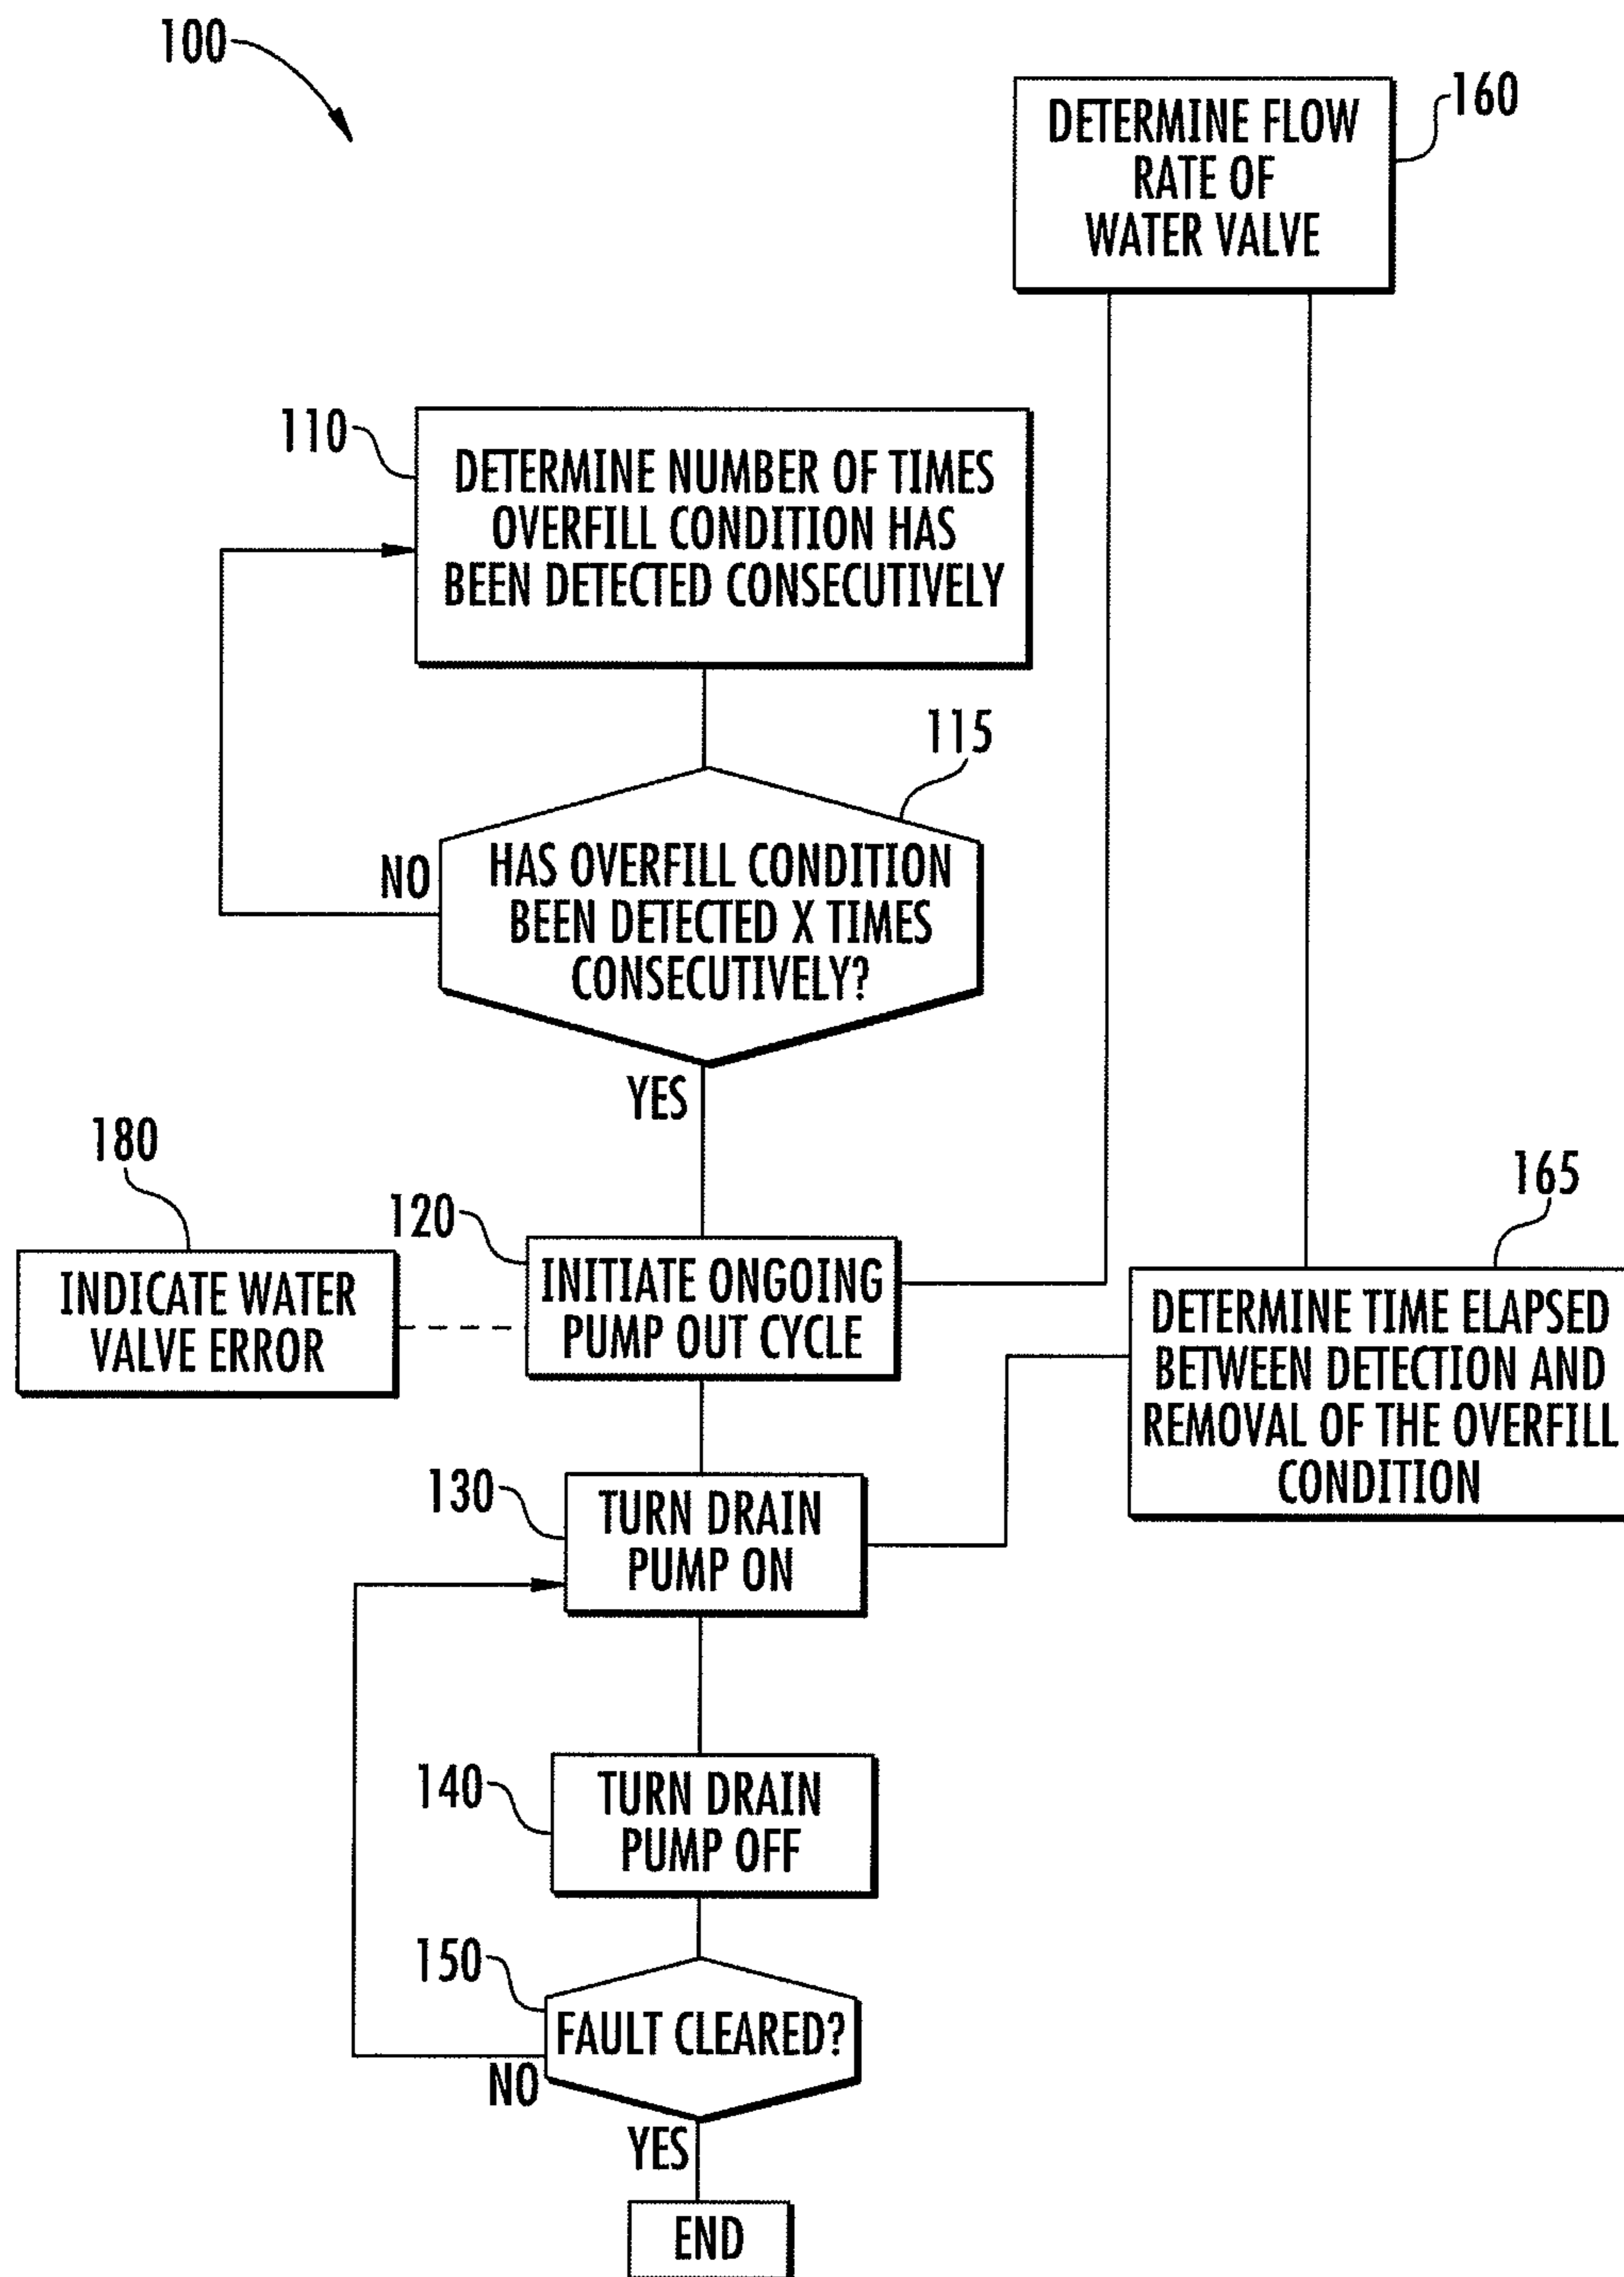 100
160
DETERMINE FLOW
RATE OF
WATER VALVE
110
DETERMINE NUMBER OF TIMES
OVERFILL CONDITION HAS
BEEN DETECTED CONSECUTIVELY
115
HAS OVERFILL CONDITION
BEEN DETECTED X TIMES
CONSECUTIVELY?
NO
YES
180
INDICATE WATER
VALVE ERROR
120
INITIATE ONGOING
PUMP OUT CYCLE
165
DETERMINE TIME ELAPSED
BETWEEN DETECTION AND
REMOVAL OF THE OVERFILL
CONDITION
130
TURN DRAIN
PUMP ON
140
TURN DRAIN
PUMP OFF
150
FAULT CLEARED?
NO
YES
END